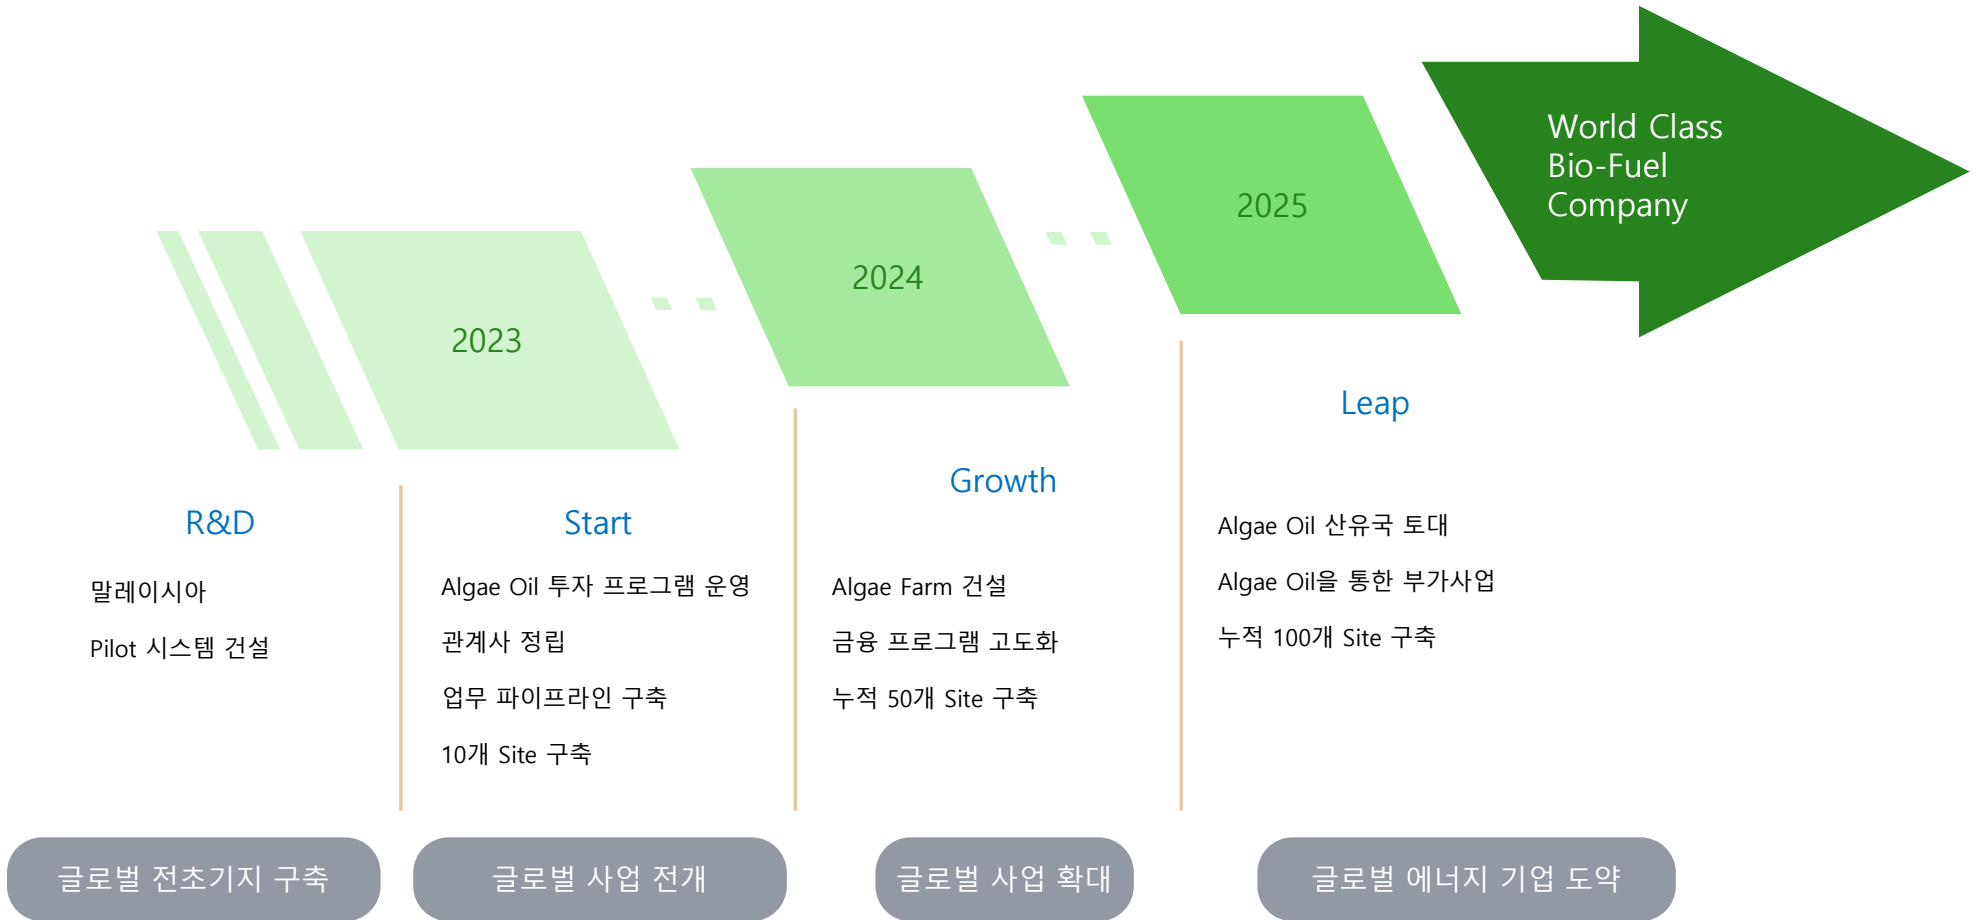 World Class
Bio-Fuel
Company
2025
2024
2023
R&D
말레이시아
Pilot 시스템 건설
Start
Algae Oil 투자 프로그램 운영
관계사 정립
업무 파이프라인 구축
10개 Site 구축
Growth
Algae Farm 건설
금융 프로그램 고도화
누적 50개 Site 구축
Leap
Algae Oil 산유국 토대
Algae Oil을 통한 부가사업
누적 100개 Site 구축
글로벌 전초기지 구축
글로벌 사업 전개
글로벌 사업 확대
글로벌 에너지 기업 도약